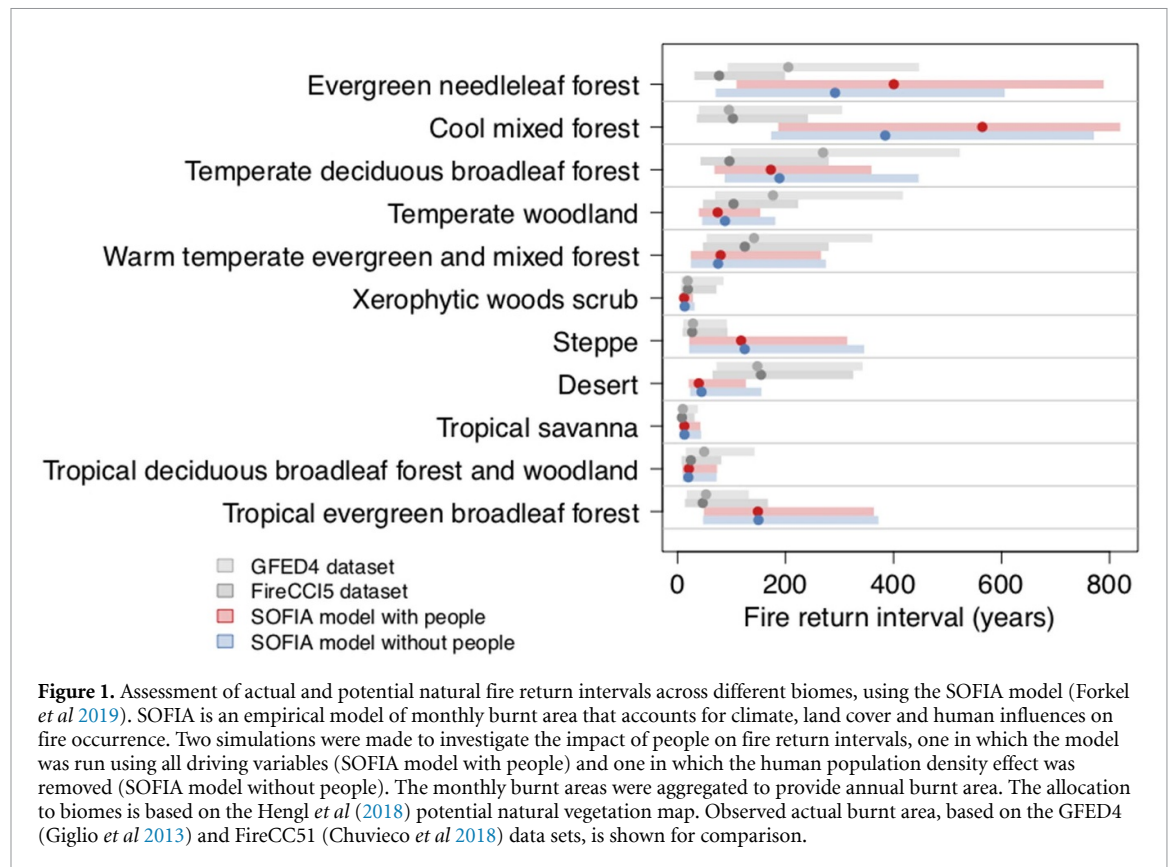 Evergreen needleleaf forest
Cool mixed forest
Temperate deciduous broadleaf forest
Temperate woodland
Warm temperate evergreen and mixed forest
Xerophytic woods scrub
Steppe
Desert
Tropical savanna
Tropical deciduous broadleaf forest and woodland
Tropical evergreen broadleaf forest
GFED4 dataset
FireCCI5 dataset
SOFIA model with people
SOFIA model without people
0 200 400 600 800
Fire return interval (years)
Figure 1. Assessment of actual and potential natural fire return intervals across different biomes, using the SOFIA model (Forkel
et al 2019). SOFIA is an empirical model of monthly burnt area that accounts for climate, land cover and human influences on
fire occurrence. Two simulations were made to investigate the impact of people on fire return intervals, one in which the model
was run using all driving variables (SOFIA model with people) and one in which the human population density effect was
removed (SOFIA model without people). The monthly burnt areas were aggregated to provide annual burnt area. The allocation
to biomes is based on the Hengl et al (2018) potential natural vegetation map. Observed actual burnt area, based on the GFED4
(Giglio et al 2013) and FireCC51 (Chuvieco et al 2018) data sets, is shown for comparison.